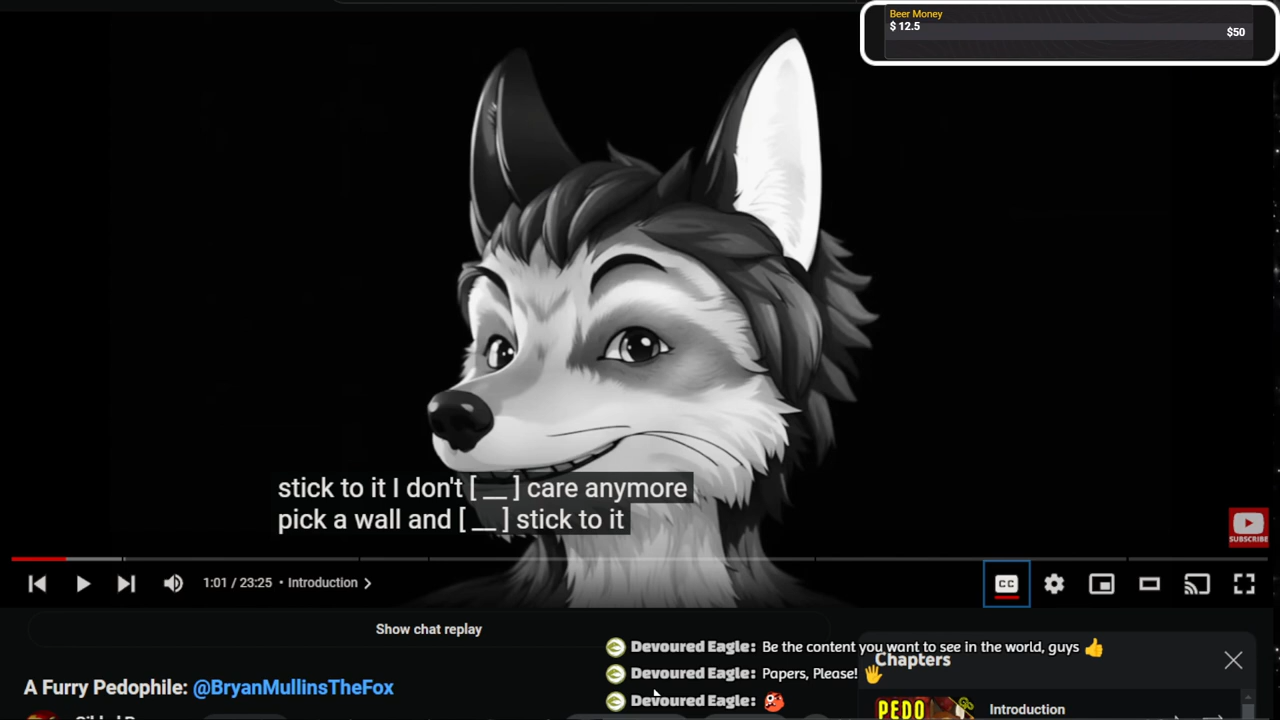 Beer Money
$ 12.5
$50
stick to it I don't [ __ ] care anymore
pick a wall and [ __ ] stick to it
SUBSCRIBE
1:01 / 23:25 • Introduction
CC
Show chat replay
Devoured Eagle: Be the content you want to see in the world, guys 👍
Chapters
Devoured Eagle: Papers, Please! 🖐
A Furry Pedophile: @BryanMullinsTheFox
Devoured Eagle:
PEDO
Introduction